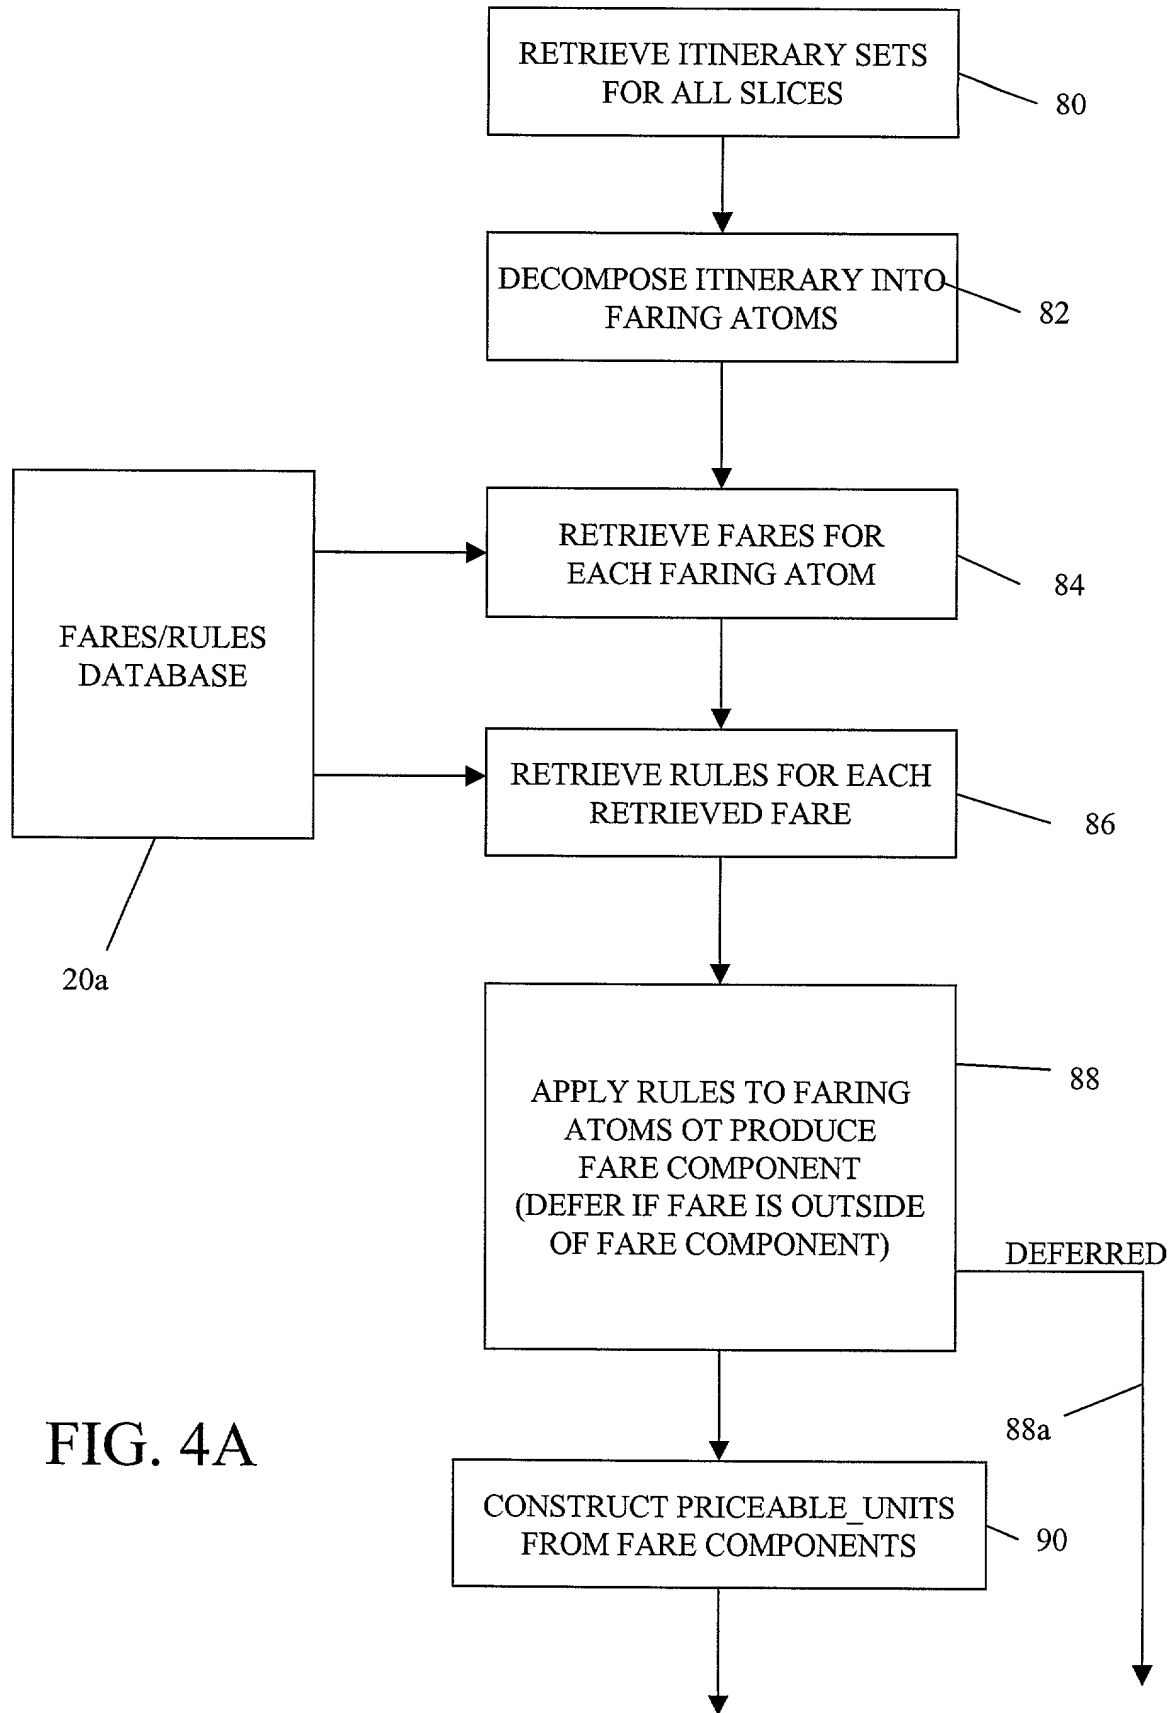 RETRIEVE ITINERARY SETS
FOR ALL SLICES
80
DECOMPOSE ITINERARY INTO
FARING ATOMS
82
RETRIEVE FARES FOR
EACH FARING ATOM
84
FARES/RULES
DATABASE
20a
RETRIEVE RULES FOR EACH
RETRIEVED FARE
86
APPLY RULES TO FARING
ATOMS OT PRODUCE
FARE COMPONENT
(DEFER IF FARE IS OUTSIDE
OF FARE COMPONENT)
88
DEFERRED
88a
FIG. 4A
CONSTRUCT PRICEABLE_UNITS
FROM FARE COMPONENTS
90